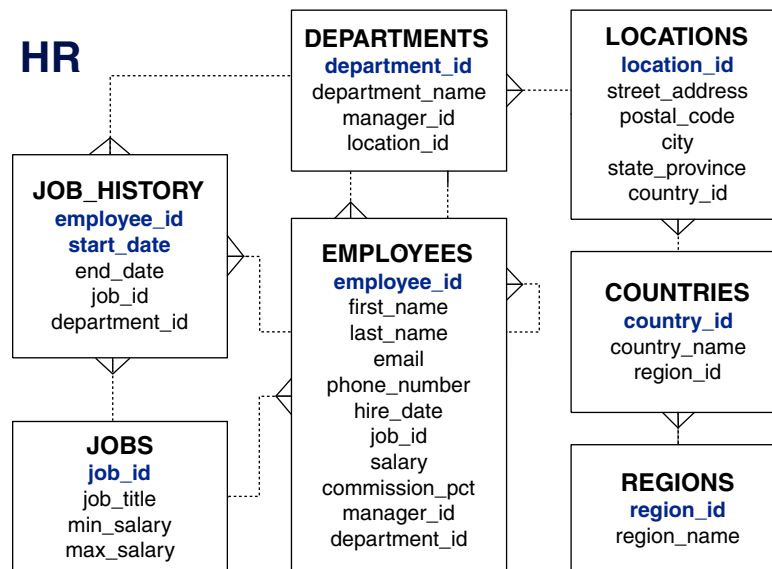 HR
DEPARTMENTS
department_id
department_name
manager_id
location_id
LOCATIONS
location_id
street_address
postal_code
city
state_province
country_id
JOB_HISTORY
employee_id
start_date
end_date
job_id
department_id
EMPLOYEES
employee_id
first_name
last_name
email
phone_number
hire_date
job_id
salary
commission_pct
manager_id
department_id
COUNTRIES
country_id
country_name
region_id
JOBS
job_id
job_title
min_salary
max_salary
REGIONS
region_id
region_name